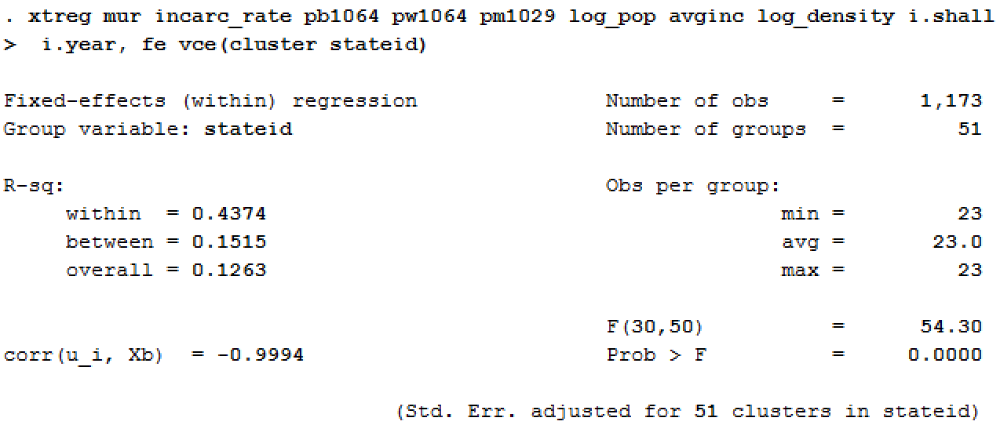 . xtreg mur incarc_rate pb1064 pw1064 pm1029 log_pop avginc log_density i.shall
>  i.year, fe vce(cluster stateid)
Fixed-effects (within) regression               Number of obs     =      1,173
Group variable: stateid                         Number of groups  =         51
R-sq:                                           Obs per group:
     within  = 0.4374                                         min =         23
     between = 0.1515                                         avg =       23.0
     overall = 0.1263                                         max =         23
                                                F(30,50)          =      54.30
corr(u_i, Xb)  = -0.9994                        Prob > F          =     0.0000
                               (Std. Err. adjusted for 51 clusters in stateid)